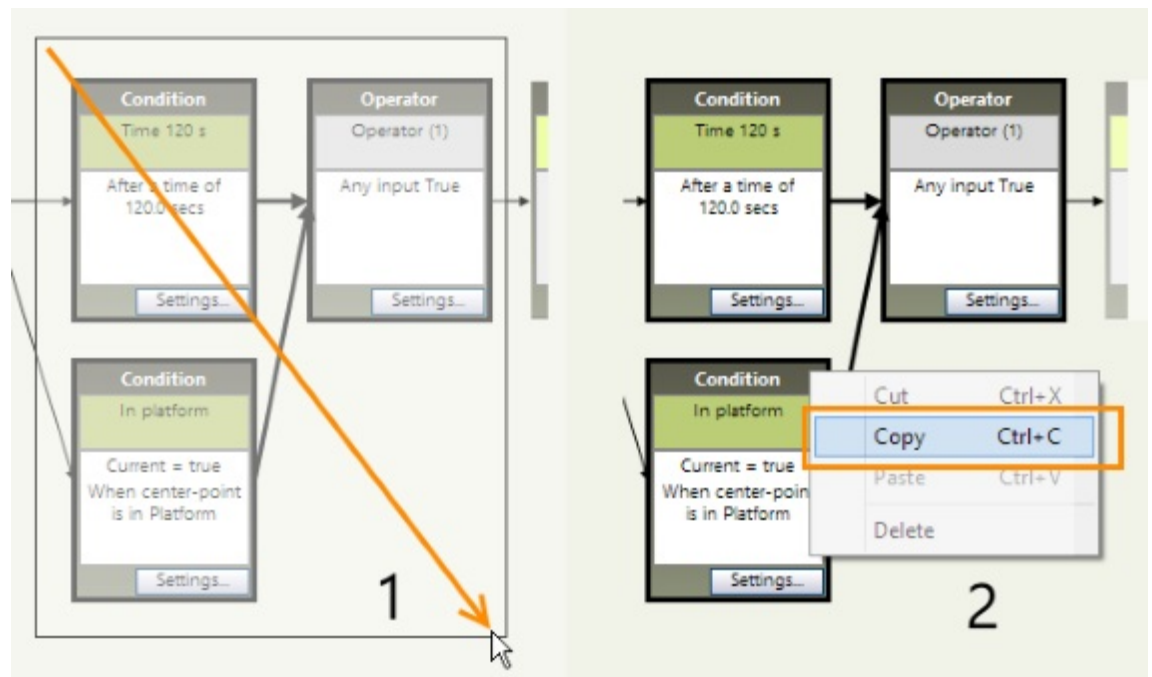 Condition
Time 120 s
After a time of
120.0 secs
Settings...
Operator
Operator (1)
Any input True
Settings...
Condition
In platform
Current = true
When center-point
is in Platform
Settings...
1
Condition
Time 120 s
After a time of
120.0 secs
Settings...
Operator
Operator (1)
Any input True
Settings...
Condition
In platform
Current = true
When center-poin
is in Platform
Settings...
Cut Ctrl+X
Copy Ctrl+C
Paste Ctrl+V
Delete
2